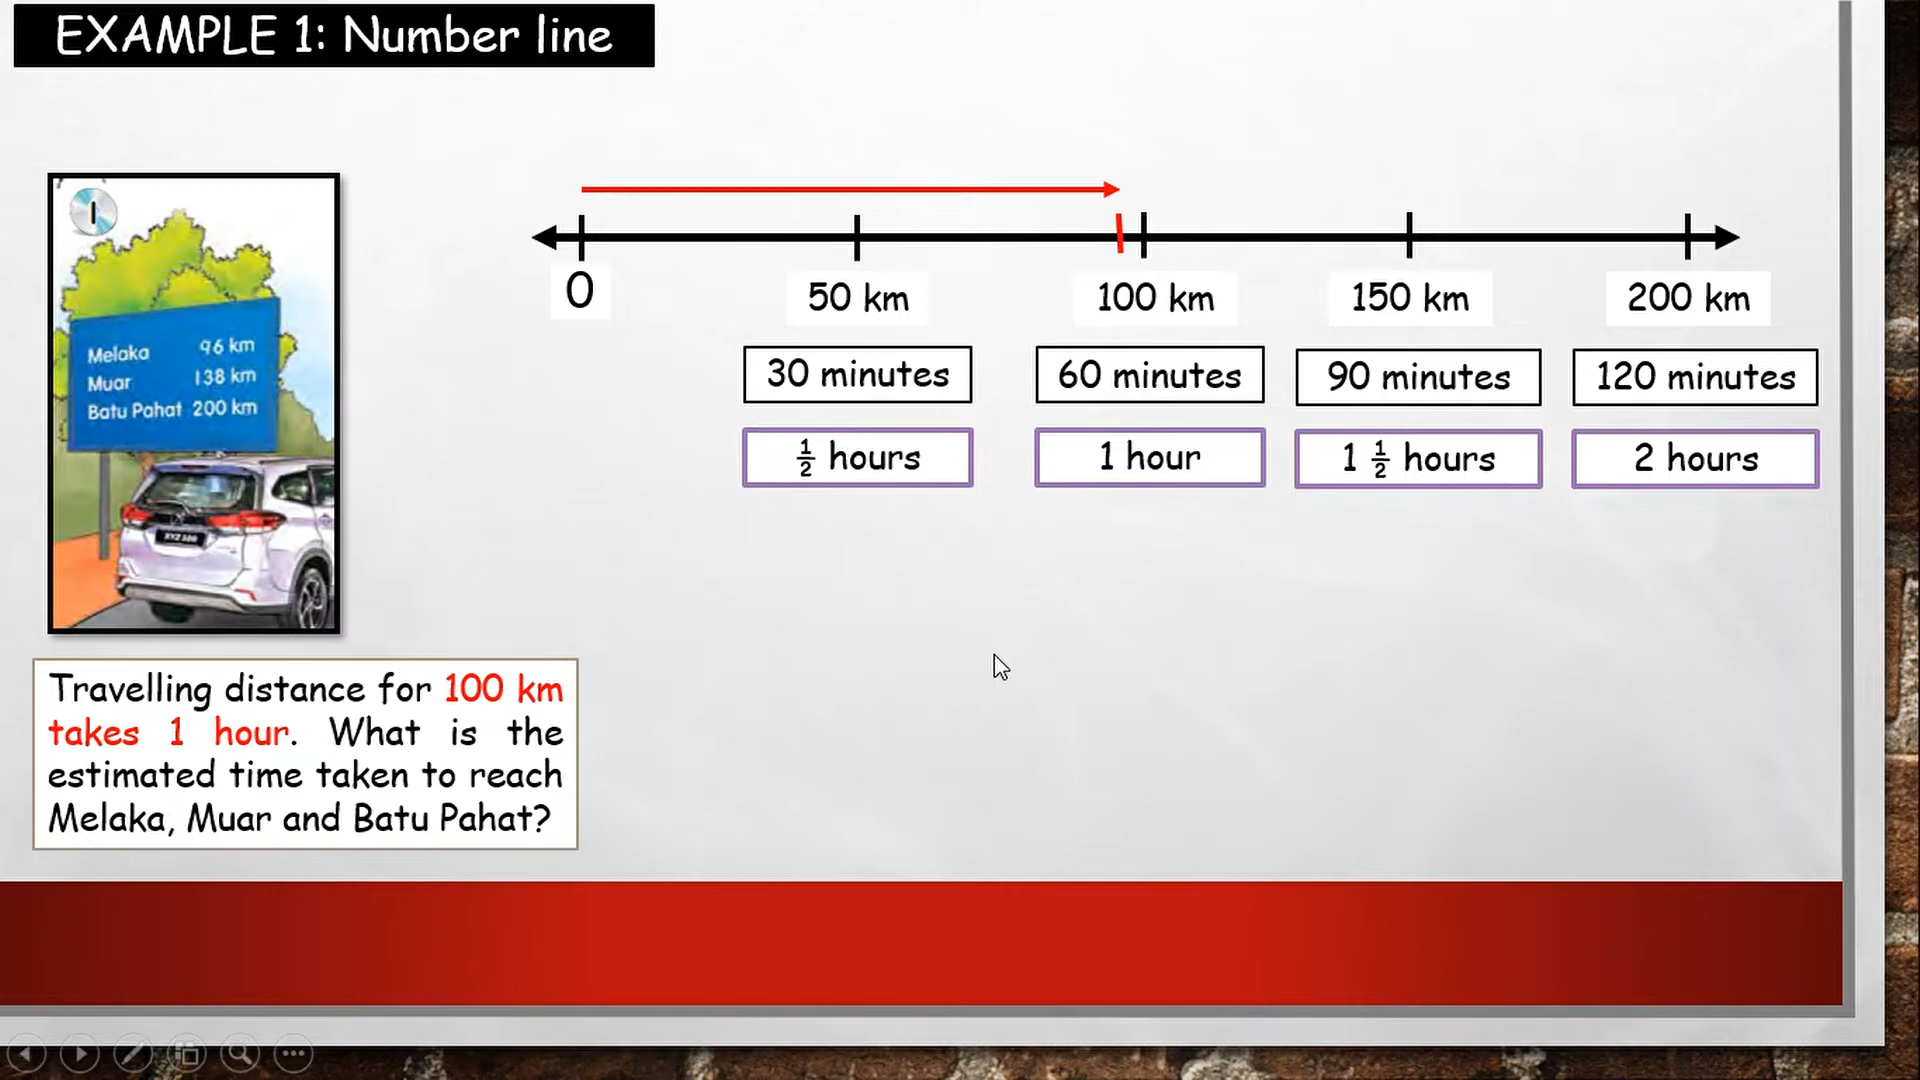 EXAMPLE 1: Number line
1
Melaka 96 km
Muar 138 km
Batu Pahat 200 km
XYZ 388
0 50 km 100 km 150 km 200 km
30 minutes 60 minutes 90 minutes 120 minutes
1/2 hours 1 hour 1 1/2 hours 2 hours
Travelling distance for 100 km
takes 1 hour. What is the
estimated time taken to reach
Melaka, Muar and Batu Pahat?